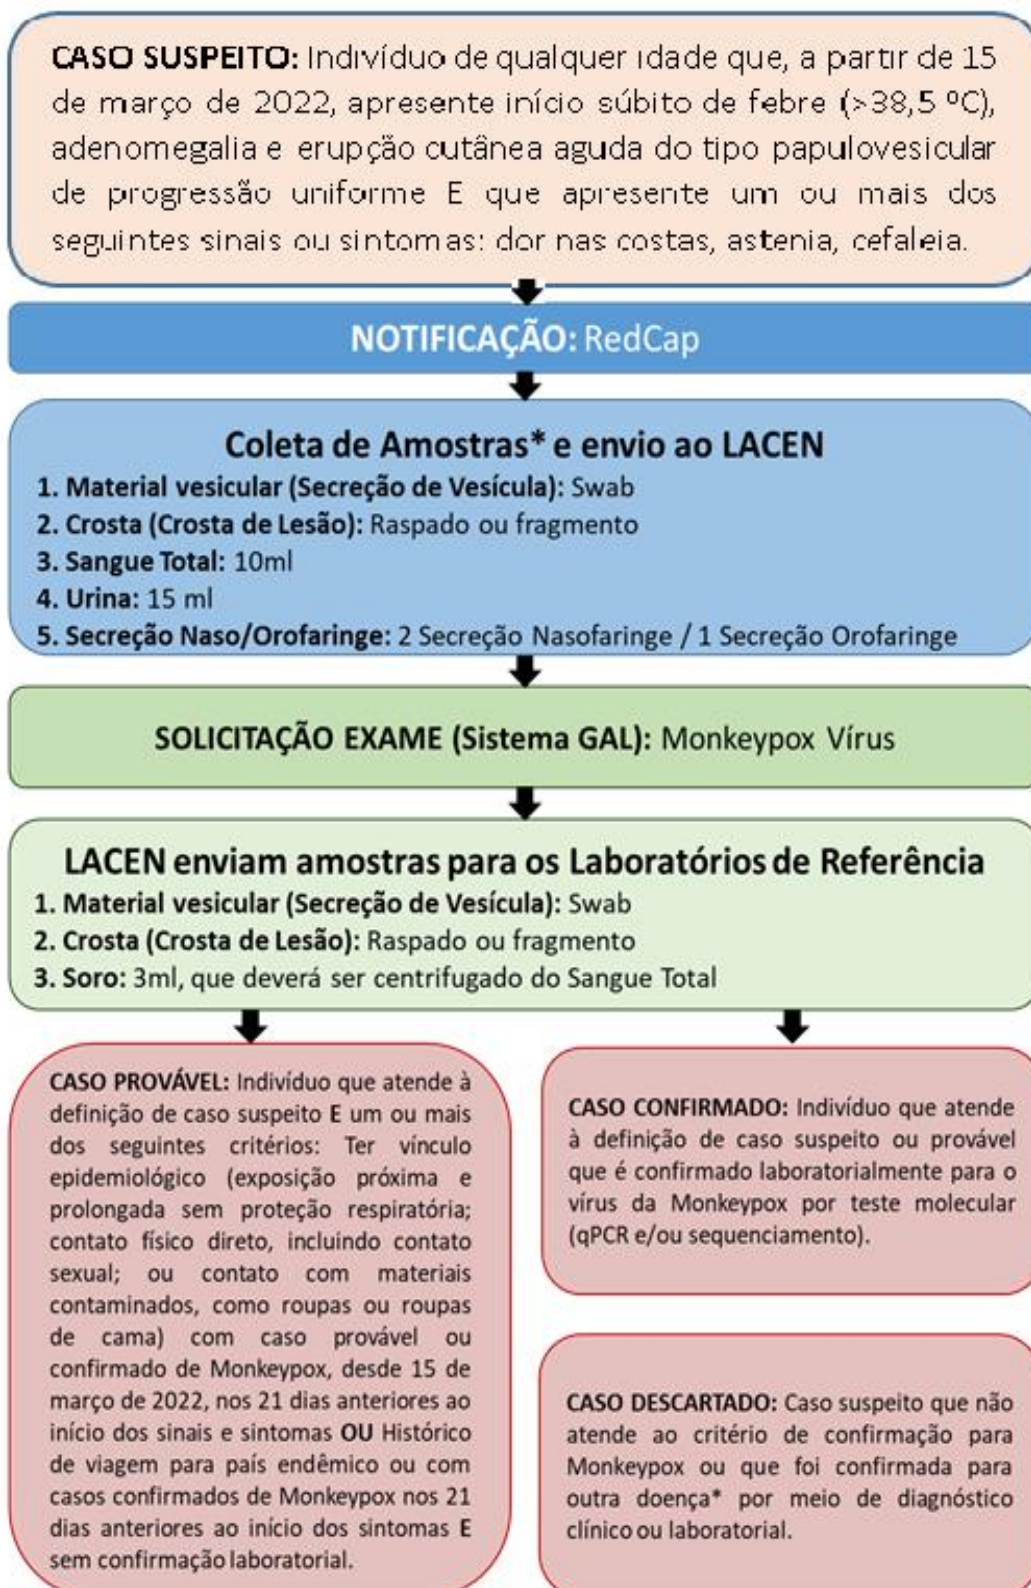 CASO SUSPEITO: Indivíduo de qualquer idade que, a partir de 15
de março de 2022, apresente início súbito de febre (>38,5 ºC),
adenomegalia e erupção cutânea aguda do tipo papulovesicular
de progressão uniforme E que apresente um ou mais dos
seguintes sinais ou sintomas: dor nas costas, astenia, cefaleia.
NOTIFICAÇÃO: RedCap
Coleta de Amostras* e envio ao LACEN
1. Material vesicular (Secreção de Vesícula): Swab
2. Crosta (Crosta de Lesão): Raspado ou fragmento
3. Sangue Total: 10ml
4. Urina: 15 ml
5. Secreção Naso/Orofaringe: 2 Secreção Nasofaringe / 1 Secreção Orofaringe
SOLICITAÇÃO EXAME (Sistema GAL): Monkeypox Vírus
LACEN enviam amostras para os Laboratórios de Referência
1. Material vesicular (Secreção de Vesícula): Swab
2. Crosta (Crosta de Lesão): Raspado ou fragmento
3. Soro: 3ml, que deverá ser centrifugado do Sangue Total
CASO PROVÁVEL: Indivíduo que atende à
definição de caso suspeito E um ou mais
dos seguintes critérios: Ter vínculo
epidemiológico (exposição próxima e
prolongada sem proteção respiratória;
contato físico direto, incluindo contato
sexual; ou contato com materiais
contaminados, como roupas ou roupas
de cama) com caso provável ou
confirmado de Monkeypox, desde 15 de
março de 2022, nos 21 dias anteriores ao
início dos sinais e sintomas OU Histórico
de viagem para país endêmico ou com
casos confirmados de Monkeypox nos 21
dias anteriores ao início dos sintomas E
sem confirmação laboratorial.
CASO CONFIRMADO: Indivíduo que atende
à definição de caso suspeito ou provável
que é confirmado laboratorialmente para o
vírus da Monkeypox por teste molecular
(qPCR e/ou sequenciamento).
CASO DESCARTADO: Caso suspeito que não
atende ao critério de confirmação para
Monkeypox ou que foi confirmada para
outra doença* por meio de diagnóstico
clínico ou laboratorial.